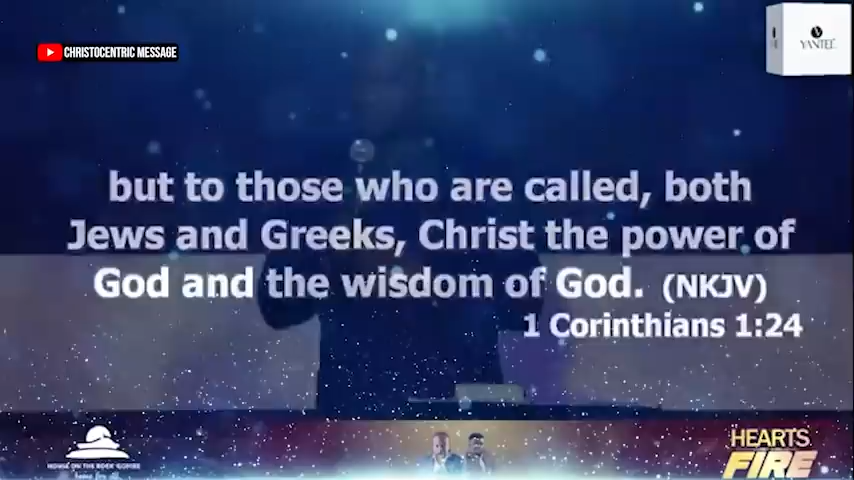 CHRISTOCENTRIC MESSAGE
YANTEE
but to those who are called, both
Jews and Greeks, Christ the power of
God and the wisdom of God. (NKJV)
1 Corinthians 1:24
HEARTS
FIRE